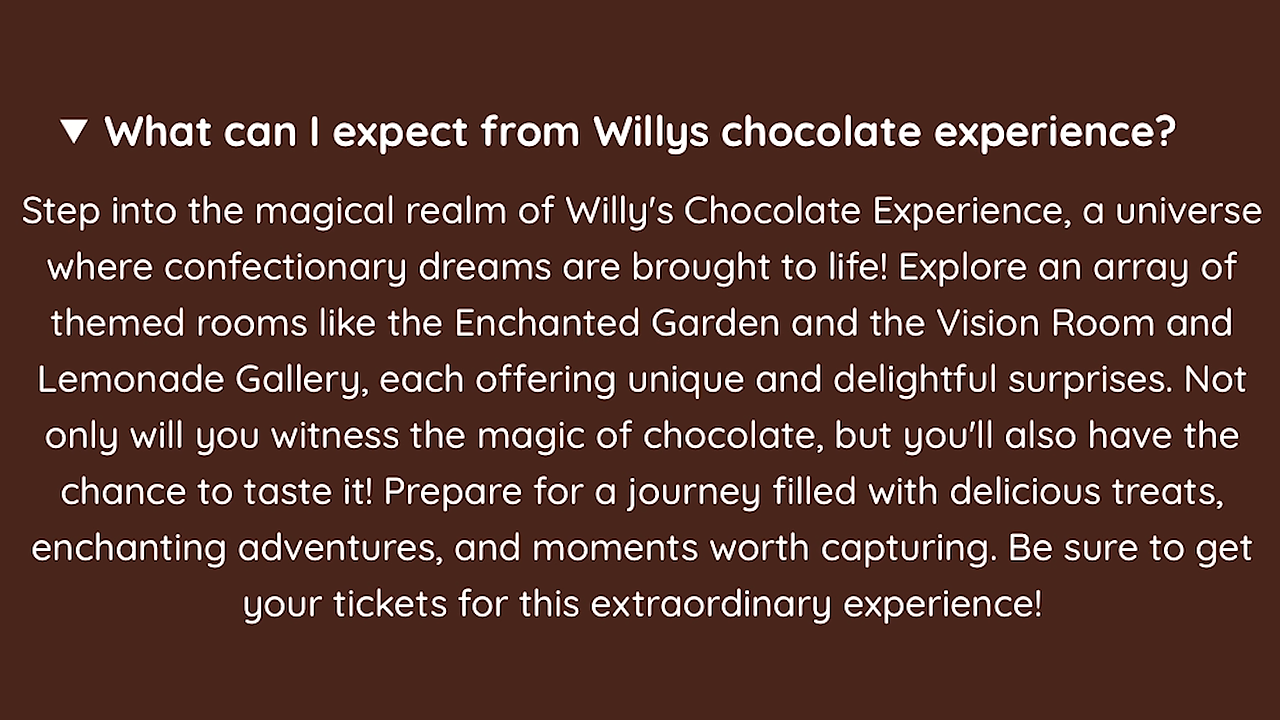 ▼ What can I expect from Willys chocolate experience?
Step into the magical realm of Willy's Chocolate Experience, a universe
where confectionary dreams are brought to life! Explore an array of
themed rooms like the Enchanted Garden and the Vision Room and
Lemonade Gallery, each offering unique and delightful surprises. Not
only will you witness the magic of chocolate, but you'll also have the
chance to taste it! Prepare for a journey filled with delicious treats,
enchanting adventures, and moments worth capturing. Be sure to get
your tickets for this extraordinary experience!